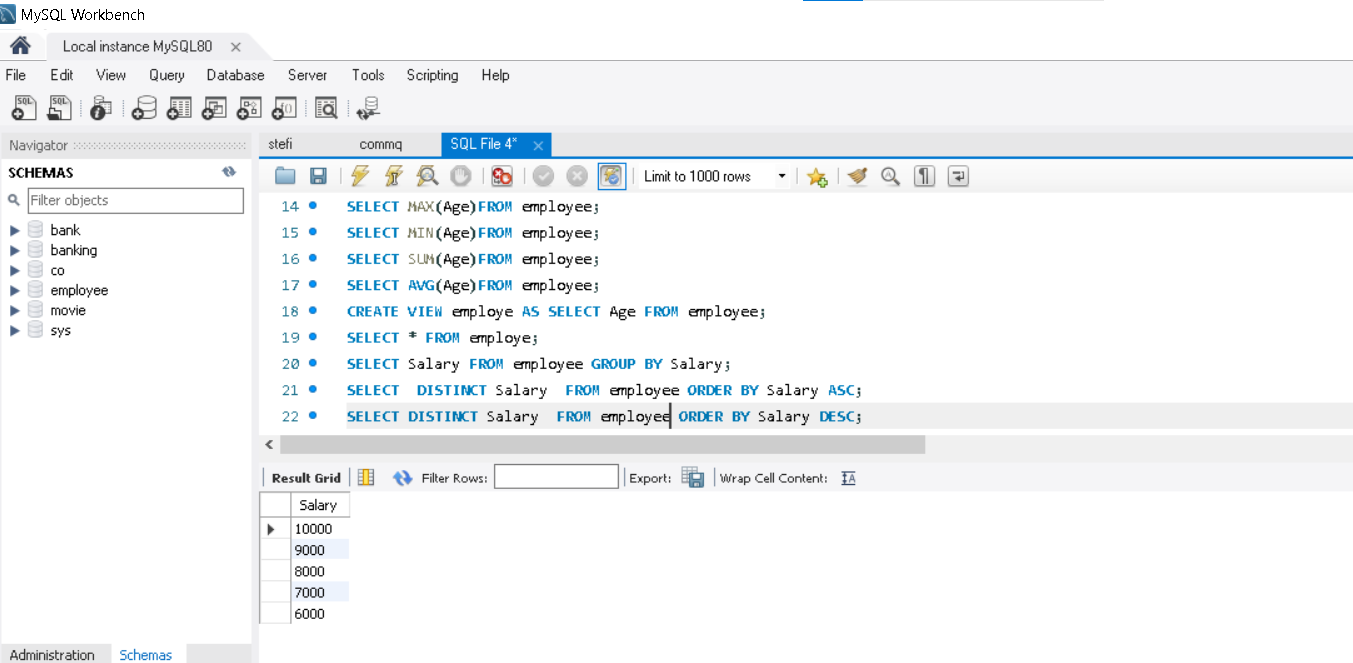 MySQL Workbench
Local instance MySQL80
File Edit View Query Database Server Tools Scripting Help
Navigator
SCHEMAS
Filter objects
bank
banking
co
employee
movie
sys
Administration Schemas
stefi commq SQL File 4*
Limit to 1000 rows
14 SELECT MAX(Age)FROM employee;
15 SELECT MIN(Age)FROM employee;
16 SELECT SUM(Age)FROM employee;
17 SELECT AVG(Age)FROM employee;
18 CREATE VIEW employe AS SELECT Age FROM employee;
19 SELECT * FROM employe;
20 SELECT Salary FROM employee GROUP BY Salary;
21 SELECT  DISTINCT Salary  FROM employee ORDER BY Salary ASC;
22 SELECT DISTINCT Salary  FROM employee ORDER BY Salary DESC;
Result Grid Filter Rows: Export: Wrap Cell Content:
Salary
10000
9000
8000
7000
6000